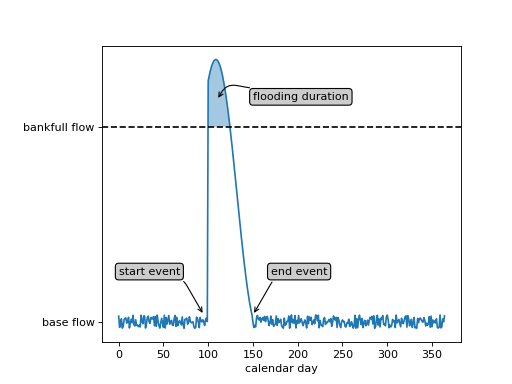 flooding duration
bankfull flow
start event
end event
base flow
0 50 100 150 200 250 300 350
calendar day